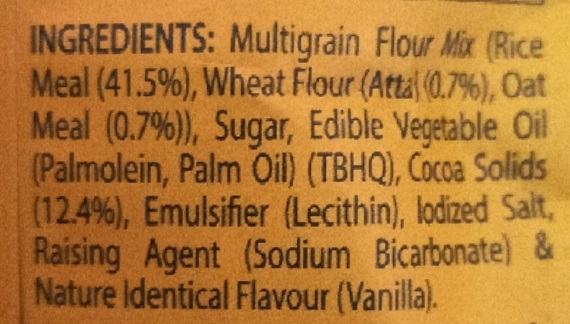 INGREDIENTS: Multigrain Flour Mix (Rice
Meal (41.5%), Wheat Flour (Atta) (0.7%), Oat
Meal (0.7%)), Sugar, Edible Vegetable Oil
(Palmolein, Palm Oil) (TBHQ), Cocoa Solids
(12.4%), Emulsifier (Lecithin), Iodized Salt,
Raising Agent (Sodium Bicarbonate) &
Nature Identical Flavour (Vanilla).